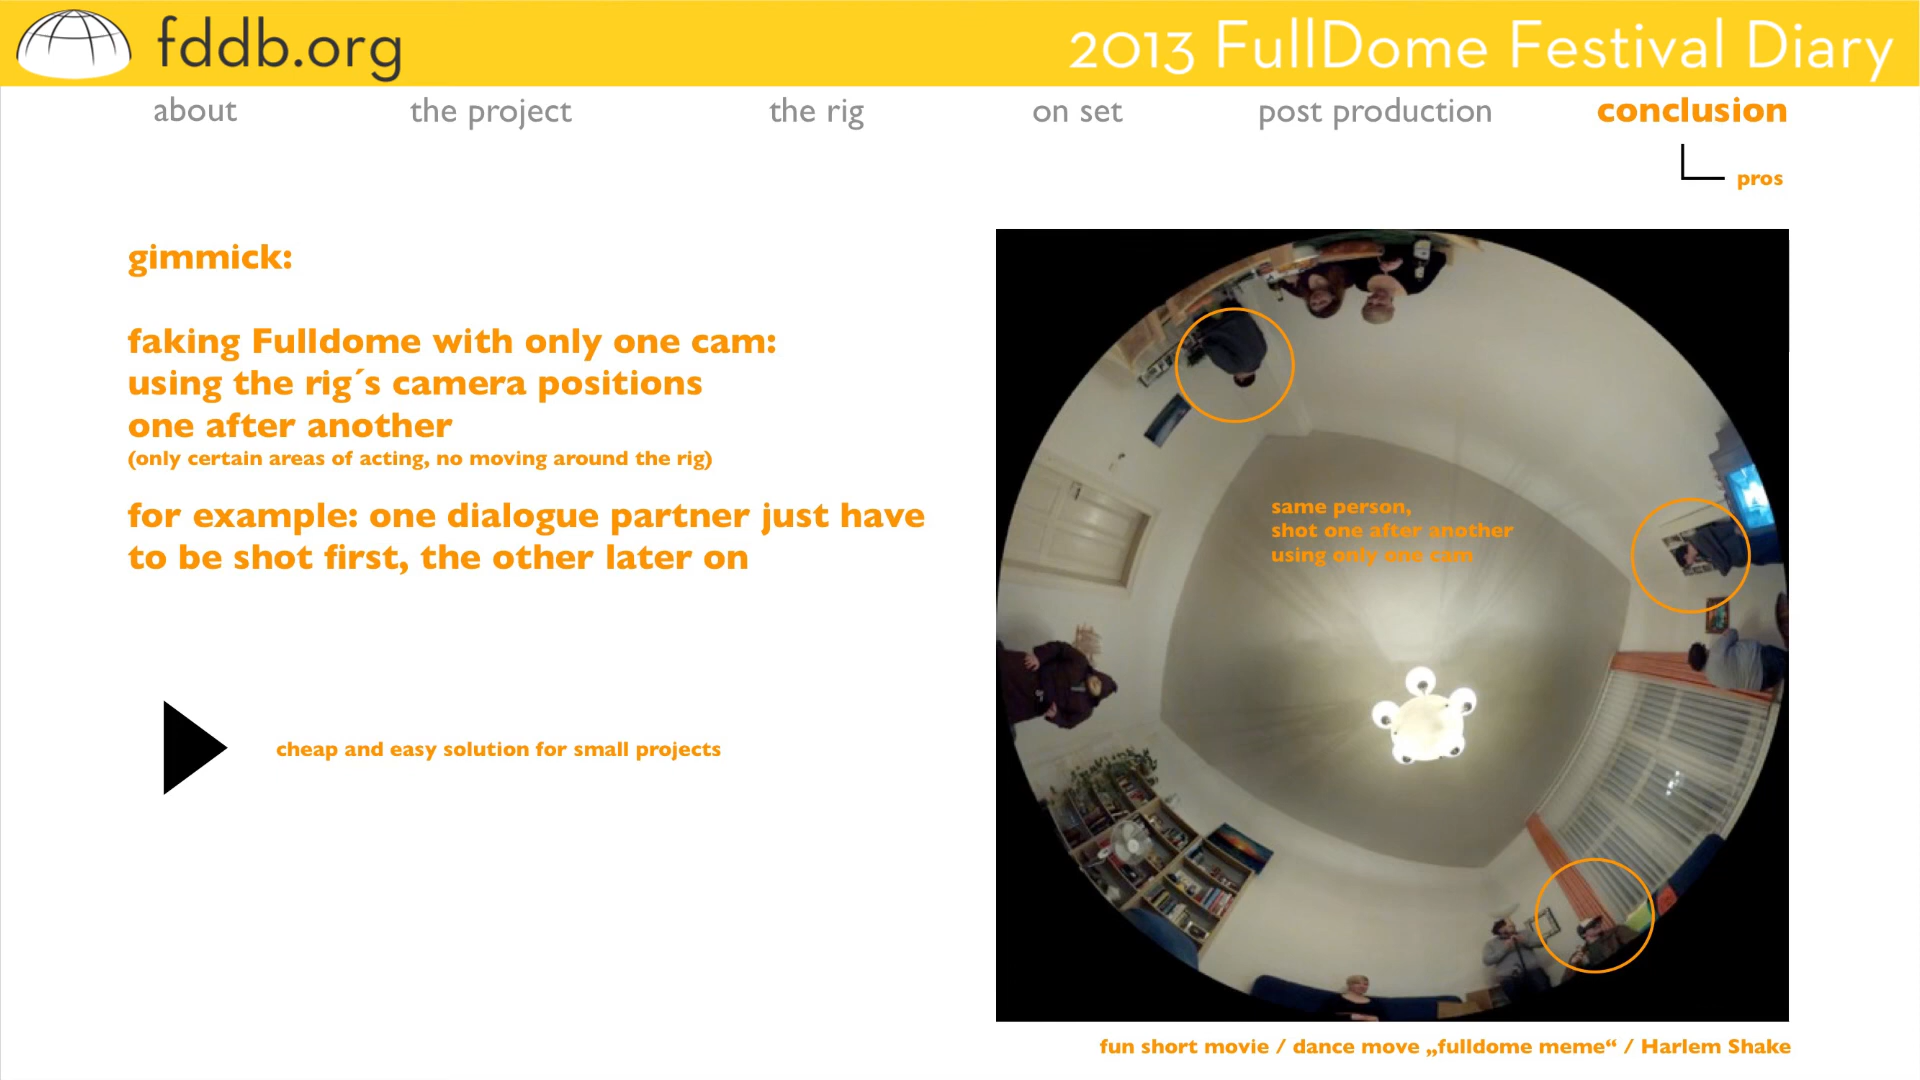 fddb.org
2013 FullDome Festival Diary
about
the project
the rig
on set
post production
conclusion
pros
gimmick:
faking Fulldome with only one cam:
using the rig´s camera positions
one after another
(only certain areas of acting, no moving around the rig)
for example: one dialogue partner just have
to be shot first, the other later on
cheap and easy solution for small projects
same person,
shot one after another
using only one cam
fun short movie / dance move „fulldome meme“ / Harlem Shake